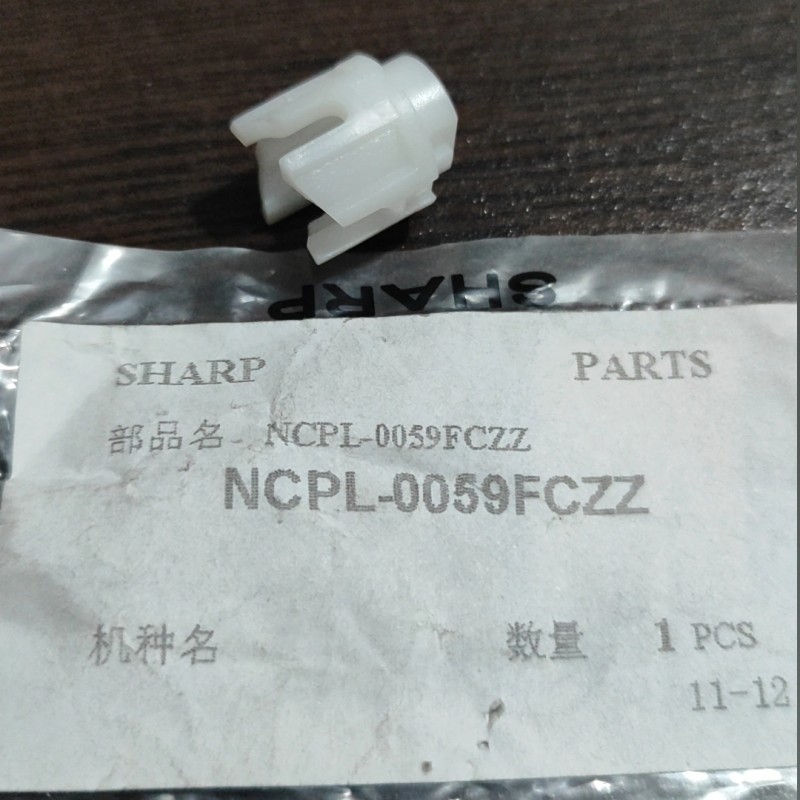 SHARP
SHARP PARTS
部品名 NCPL-0059FCZZ
NCPL-0059FCZZ
机种名 数量 1 PCS
11-12